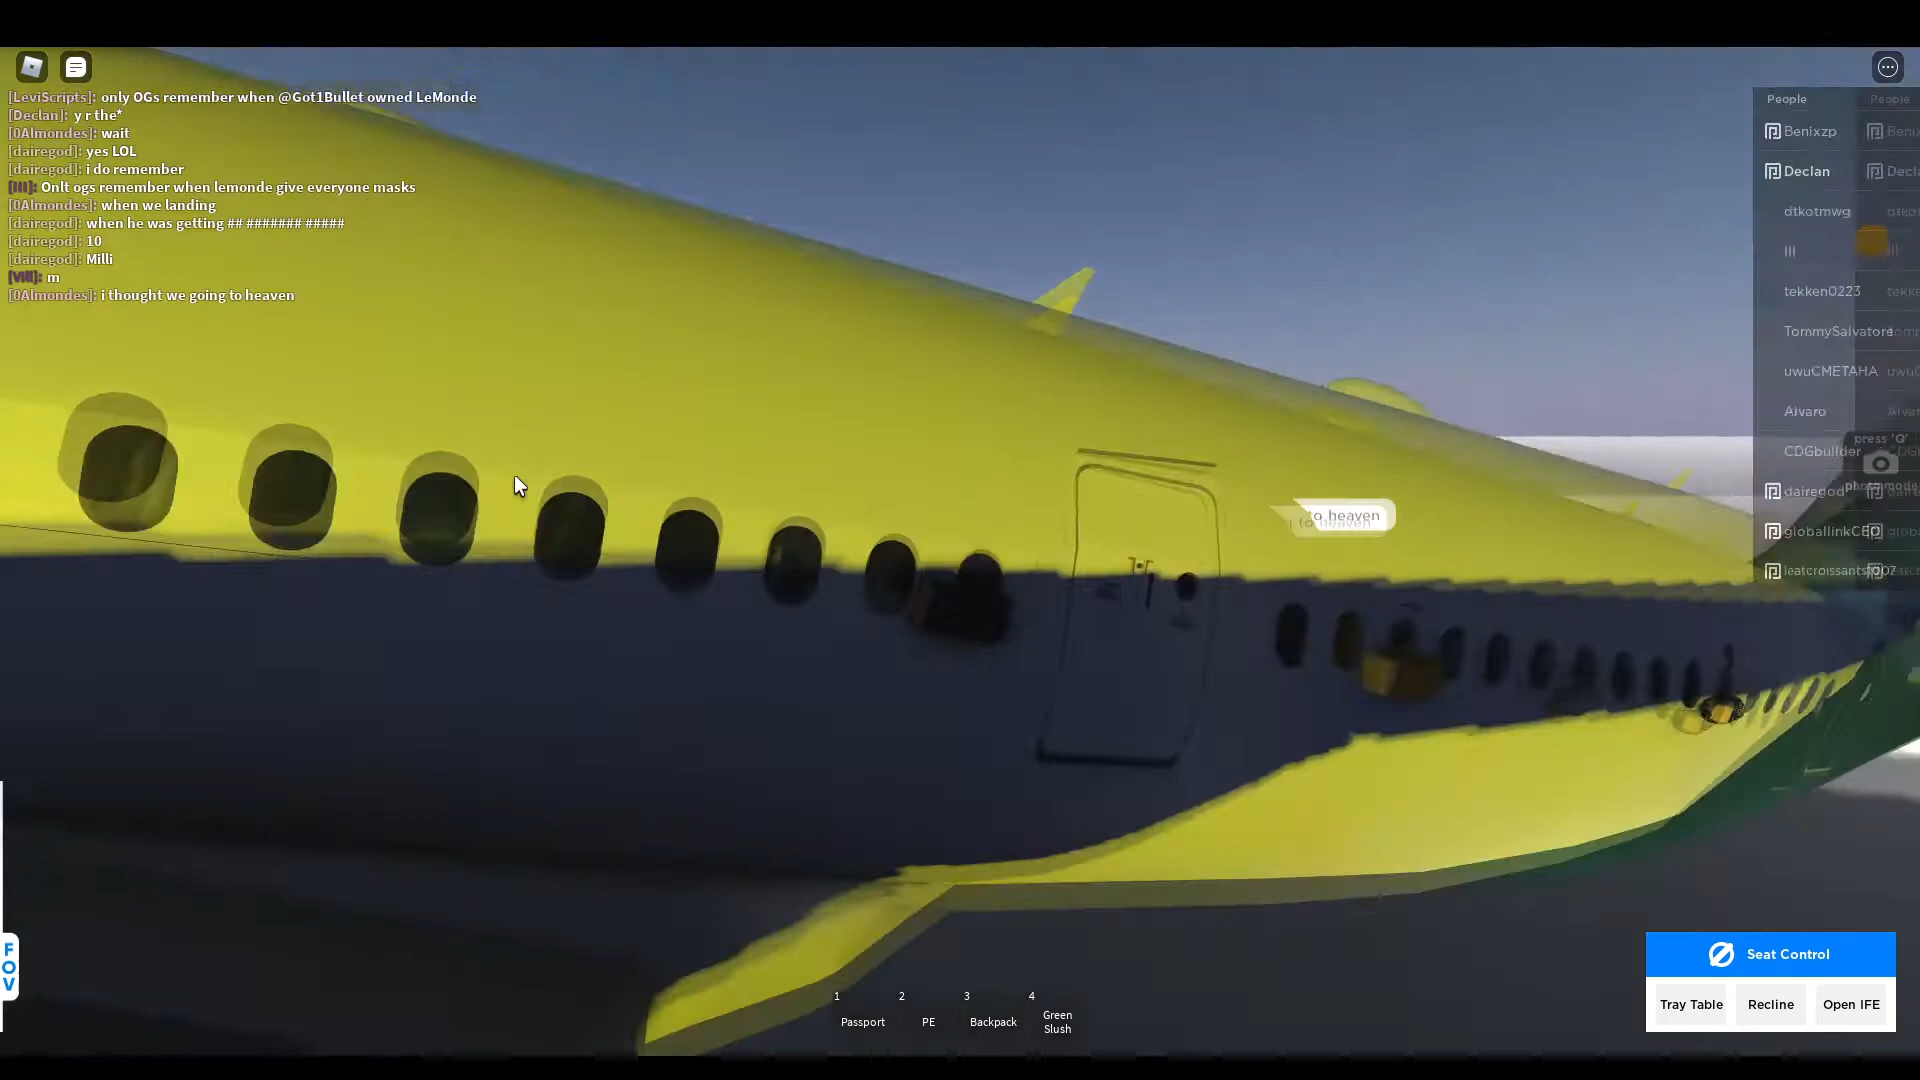 [LeviScripts]: only OGs remember when @Got1Bullet owned LeMonde
[Declan]: y r the*
[0Almondes]: wait
[dairegod]: yes LOL
[dairegod]: i do remember
[III]: Onlt ogs remember when lemonde give everyone masks
[0Almondes]: when we landing
[dairegod]: when he was getting ## ####### #####
[dairegod]: 10
[dairegod]: Milli
[Vill]: m
[0Almondes]: i thought we going to heaven
People
People
Benixzp
Declan
dtkotmwg
III
tekken0223
TommySalvatore
uwuCMETAHA
Alvaro
press 'Q'
CDGbuilder
dairegod
globallinkCEO
to heaven
FOV
1
2
3
4
Passport
PE
Backpack
Green
Slush
Seat Control
Tray Table
Recline
Open IFE